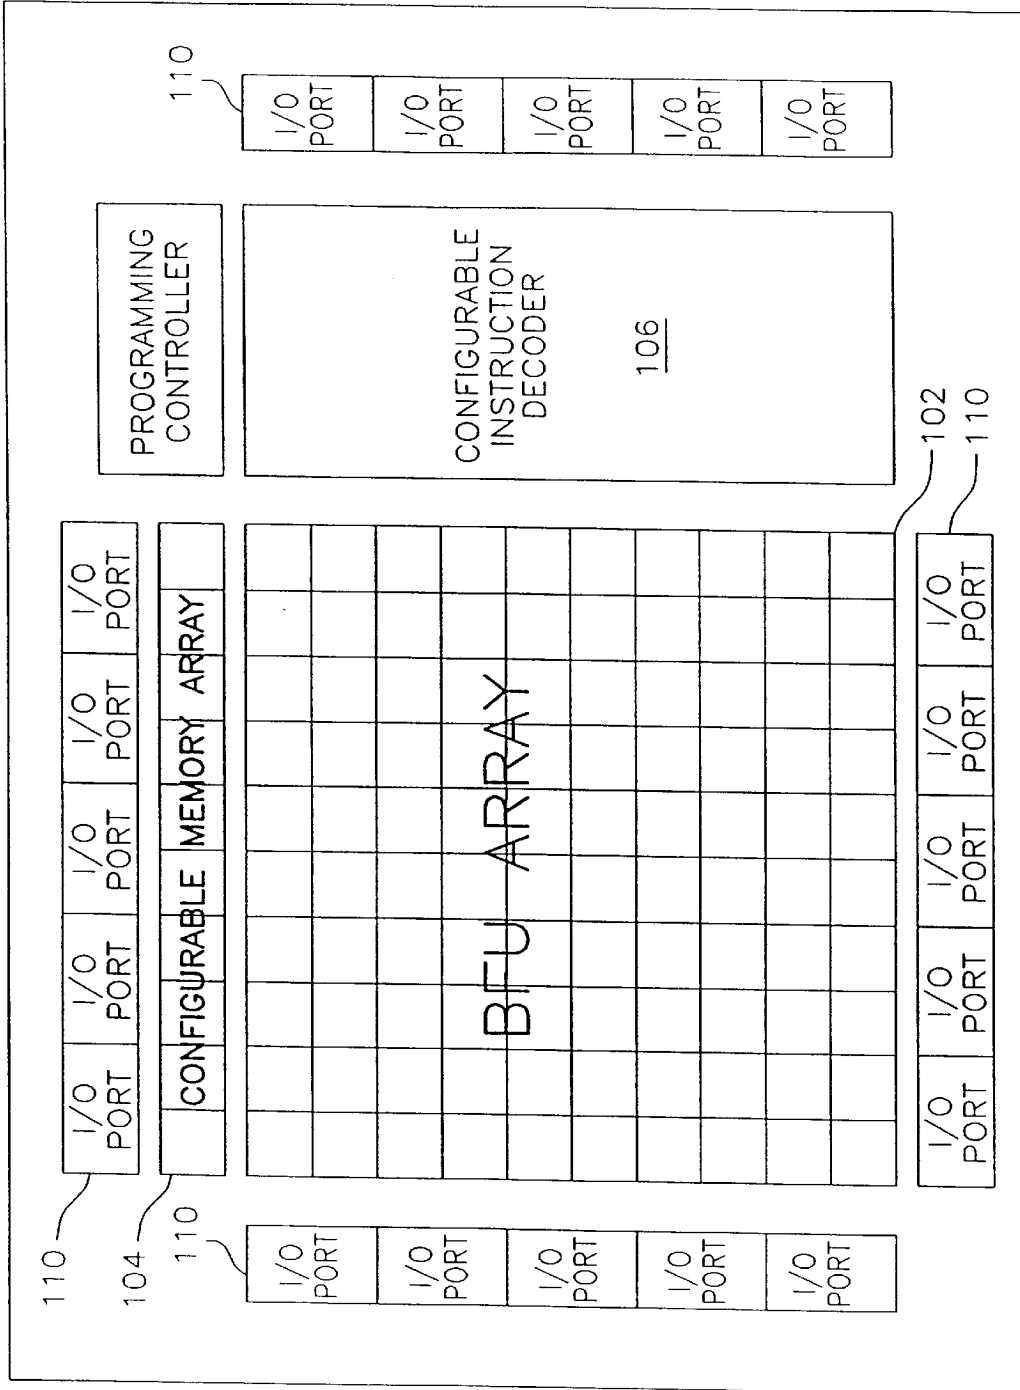 110
I/O
PORT
I/O
PORT
I/O
PORT
I/O
PORT
I/O
PORT
104
CONFIGURABLE MEMORY ARRAY
PROGRAMMING
CONTROLLER
110
I/O
PORT
I/O
PORT
I/O
PORT
I/O
PORT
I/O
PORT
BFU ARRAY
CONFIGURABLE
INSTRUCTION
DECODER
106
110
I/O
PORT
I/O
PORT
I/O
PORT
I/O
PORT
I/O
PORT
102
I/O
PORT
I/O
PORT
I/O
PORT
I/O
PORT
I/O
PORT
110